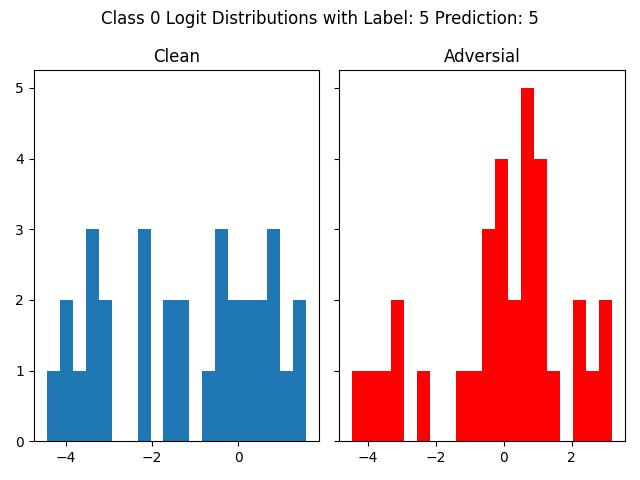 Class 0 Logit Distributions with Label: 5 Prediction: 5
Clean
Adversial
5
4
3
2
1
0
−4 −2 0
−4 −2 0 2